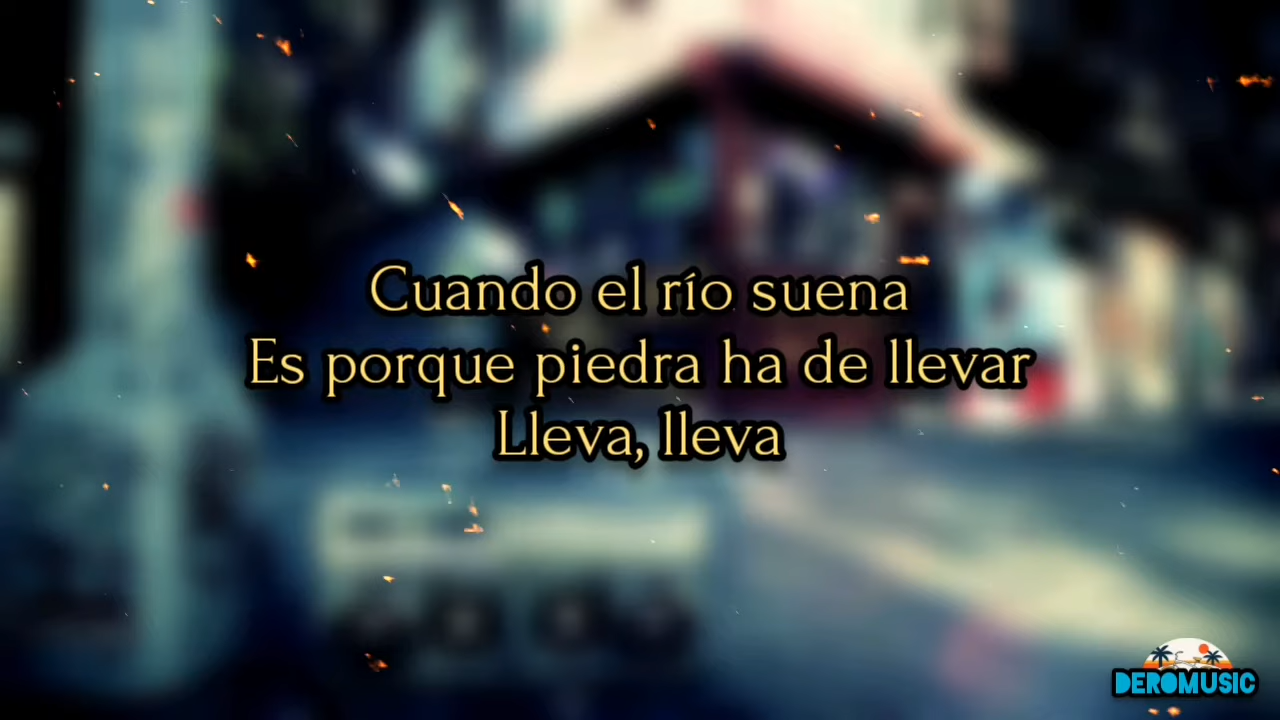 Cuando el río suena
Es porque piedra ha de llevar
Lleva, lleva
DEROMUSIC